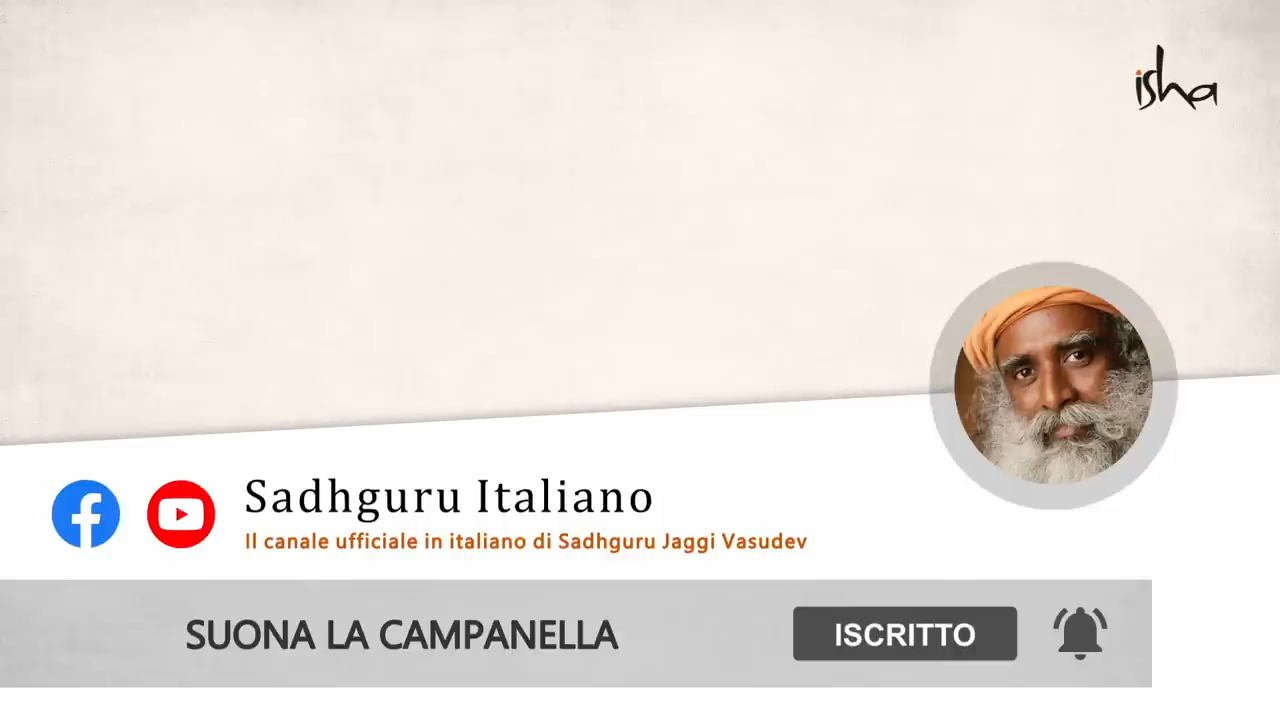 isha
Sadhguru Italiano
Il canale ufficiale in italiano di Sadhguru Jaggi Vasudev
SUONA LA CAMPANELLA
ISCRITTO